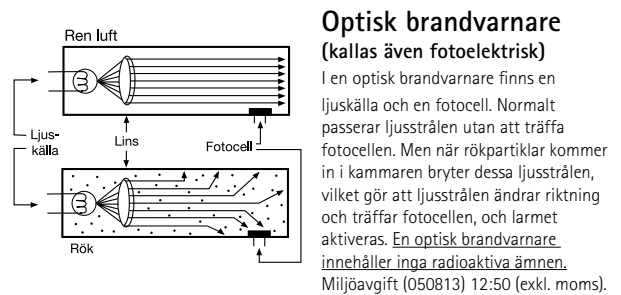 Optisk brandvarnare
(kallas även fotoelektrisk)
I en optisk brandvarnare finns en
ljuskälla och en fotocell. Normalt
passerar ljusstrålen utan att träffa
fotocellen. Men när rökpartiklar kommer
in i kammaren bryter dessa ljusstrålen,
vilket gör att ljusstrålen ändrar riktning
och träffar fotocellen, och larmet
aktiveras. En optisk brandvarnare
innehåller inga radioaktiva ämnen.
Miljöavgift (050813) 12:50 (exkl. moms).
Ren luft
Ljus-
källa
Lins
Fotocell
Rök